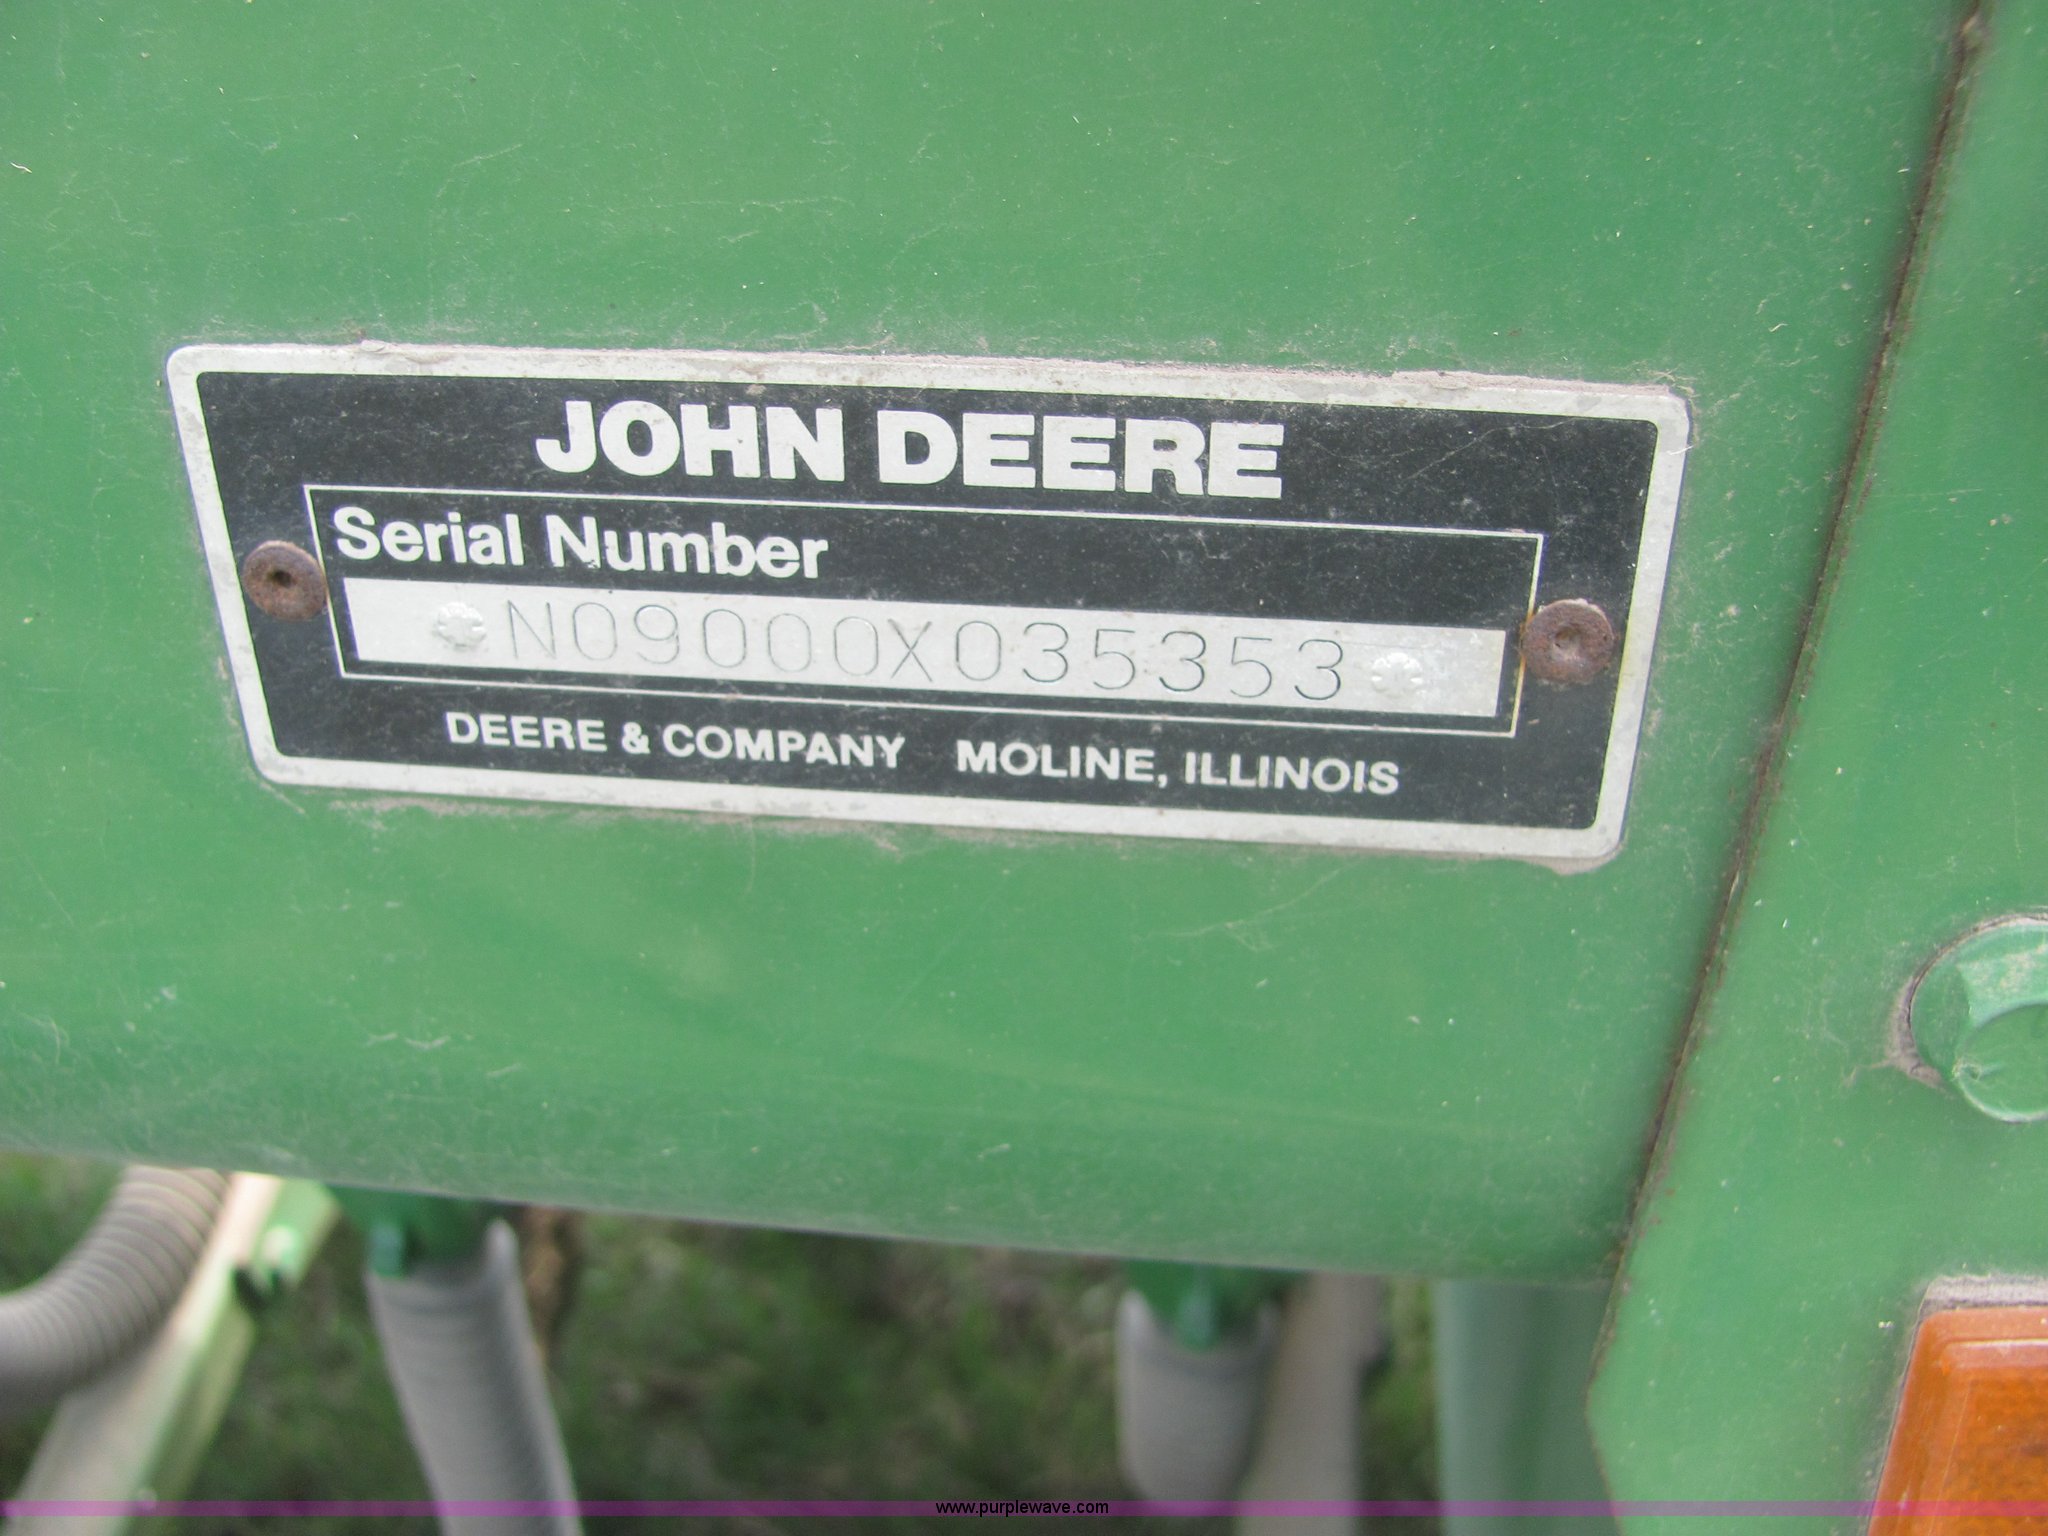 JOHN DEERE
Serial Number
N09000X035353
DEERE & COMPANY MOLINE, ILLINOIS
www.purplewave.com